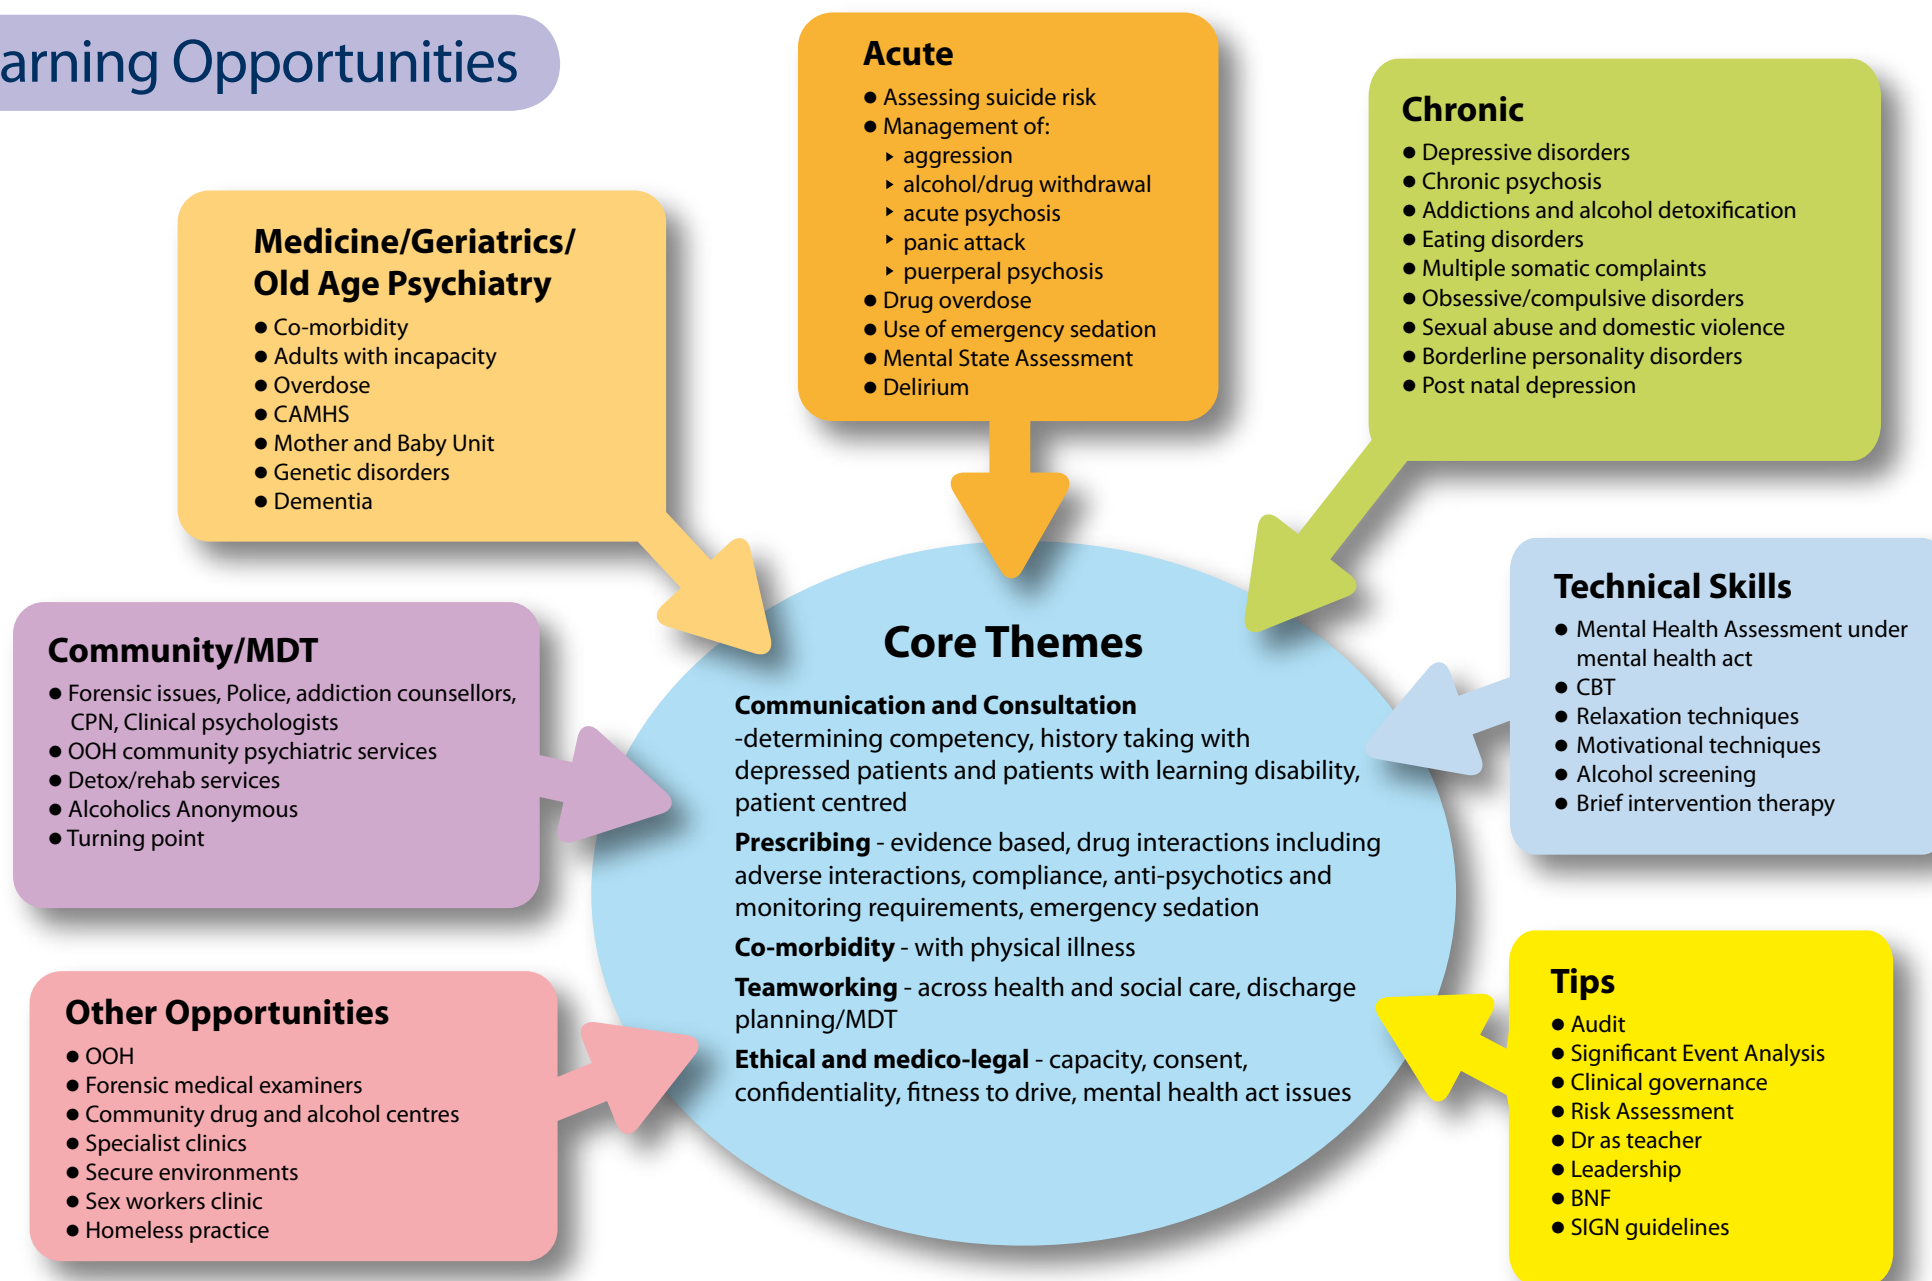 arning Opportunities
Acute
● Assessing suicide risk
● Management of:
▸ aggression
▸ alcohol/drug withdrawal
▸ acute psychosis
▸ panic attack
▸ puerperal psychosis
● Drug overdose
● Use of emergency sedation
● Mental State Assessment
● Delirium
Chronic
● Depressive disorders
● Chronic psychosis
● Addictions and alcohol detoxification
● Eating disorders
● Multiple somatic complaints
● Obsessive/compulsive disorders
● Sexual abuse and domestic violence
● Borderline personality disorders
● Post natal depression
Medicine/Geriatrics/
Old Age Psychiatry
● Co-morbidity
● Adults with incapacity
● Overdose
● CAMHS
● Mother and Baby Unit
● Genetic disorders
● Dementia
Technical Skills
● Mental Health Assessment under
mental health act
● CBT
● Relaxation techniques
● Motivational techniques
● Alcohol screening
● Brief intervention therapy
Community/MDT
● Forensic issues, Police, addiction counsellors,
CPN, Clinical psychologists
● OOH community psychiatric services
● Detox/rehab services
● Alcoholics Anonymous
● Turning point
Core Themes
Communication and Consultation
-determining competency, history taking with
depressed patients and patients with learning disability,
patient centred
Prescribing - evidence based, drug interactions including
adverse interactions, compliance, anti-psychotics and
monitoring requirements, emergency sedation
Co-morbidity - with physical illness
Teamworking - across health and social care, discharge
planning/MDT
Ethical and medico-legal - capacity, consent,
confidentiality, fitness to drive, mental health act issues
Other Opportunities
● OOH
● Forensic medical examiners
● Community drug and alcohol centres
● Specialist clinics
● Secure environments
● Sex workers clinic
● Homeless practice
Tips
● Audit
● Significant Event Analysis
● Clinical governance
● Risk Assessment
● Dr as teacher
● Leadership
● BNF
● SIGN guidelines